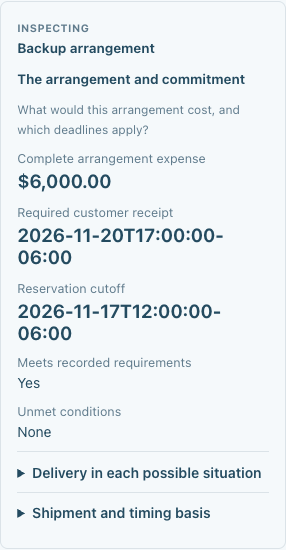 INSPECTING
Backup arrangement
The arrangement and commitment
What would this arrangement cost, and
which deadlines apply?
Complete arrangement expense
$6,000.00
Required customer receipt
2026-11-20T17:00:00-
06:00
Reservation cutoff
2026-11-17T12:00:00-
06:00
Meets recorded requirements
Yes
Unmet conditions
None
▶ Delivery in each possible situation
▶ Shipment and timing basis